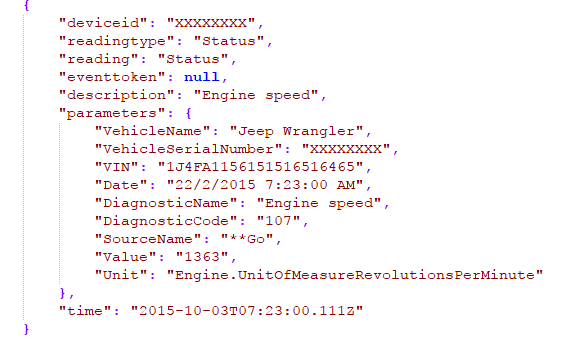 {
"deviceid": "XXXXXXXX",
"readingtype": "Status",
"reading": "Status",
"eventtoken": null,
"description": "Engine speed",
"parameters": {
"VehicleName": "Jeep Wrangler",
"VehicleSerialNumber": "XXXXXXXX",
"VIN": "1J4FA1156151516516465",
"Date": "22/2/2015 7:23:00 AM",
"DiagnosticName": "Engine speed",
"DiagnosticCode": "107",
"SourceName": "**Go",
"Value": "1363",
"Unit": "Engine.UnitOfMeasureRevolutionsPerMinute"
},
"time": "2015-10-03T07:23:00.111Z"
}